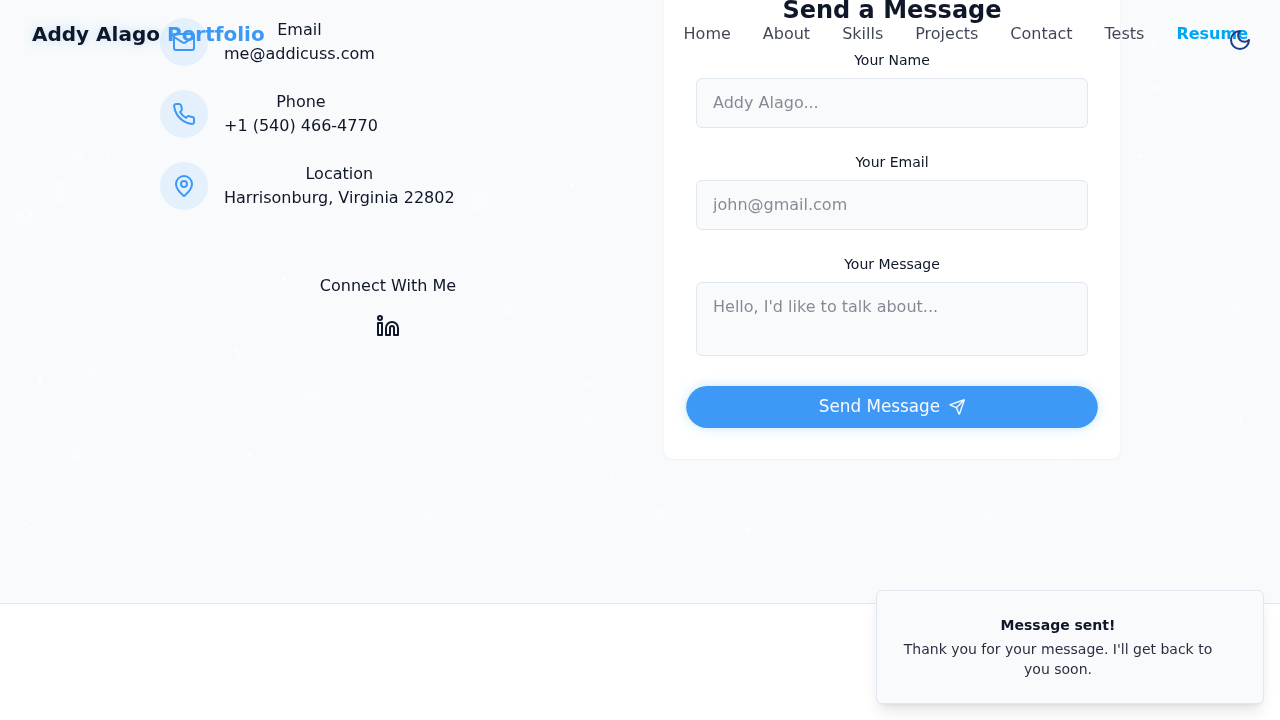 Addy Alago Portfolio
Home
About
Skills
Projects
Contact
Tests
Resume
Email
me@addicuss.com
Phone
+1 (540) 466-4770
Location
Harrisonburg, Virginia 22802
Connect With Me
Send a Message
Your Name
Addy Alago...
Your Email
john@gmail.com
Your Message
Hello, I'd like to talk about...
Send Message
Message sent!
Thank you for your message. I'll get back to
you soon.